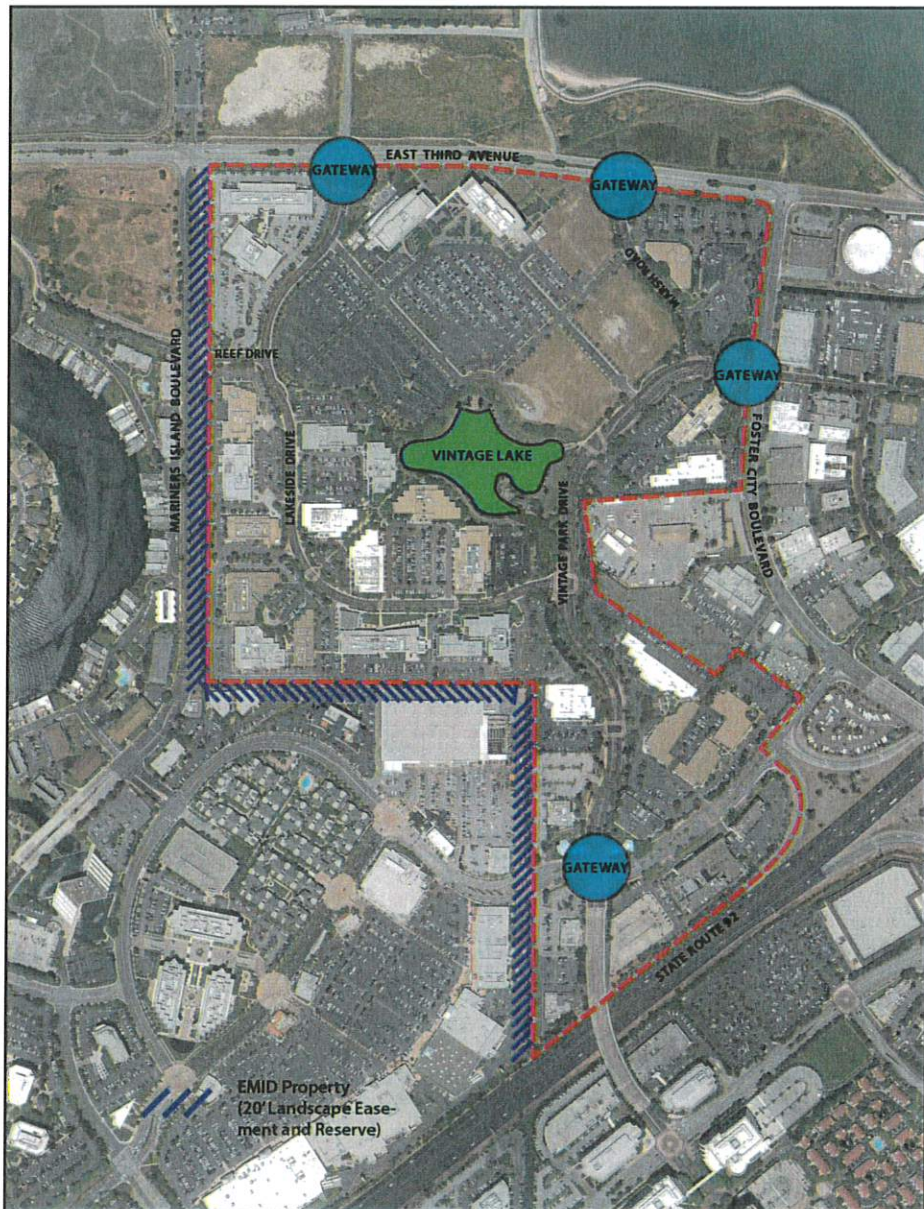 EAST THIRD AVENUE
GATEWAY
GATEWAY
MARSH ROAD
MARINERS ISLAND BOULEVARD
REEF DRIVE
GATEWAY
LAKESIDE DRIVE
VINTAGE LAKE
FOSTER CITY BOULEVARD
VINTAGE PARK DRIVE
GATEWAY
STATE ROUTE 92
EMID Property
(20' Landscape Ease-
ment and Reserve)